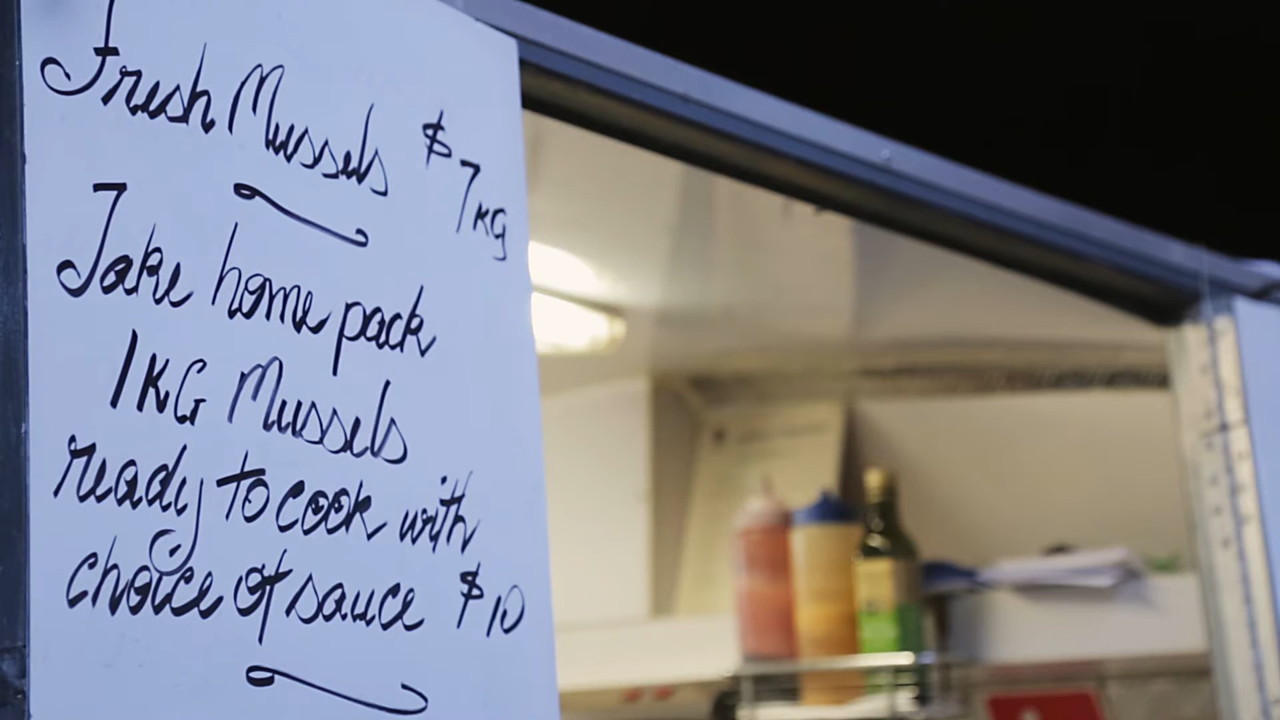 Fresh Mussels $7KG
Take home pack
1KG Mussels
ready to cook with
choice of sauce $10